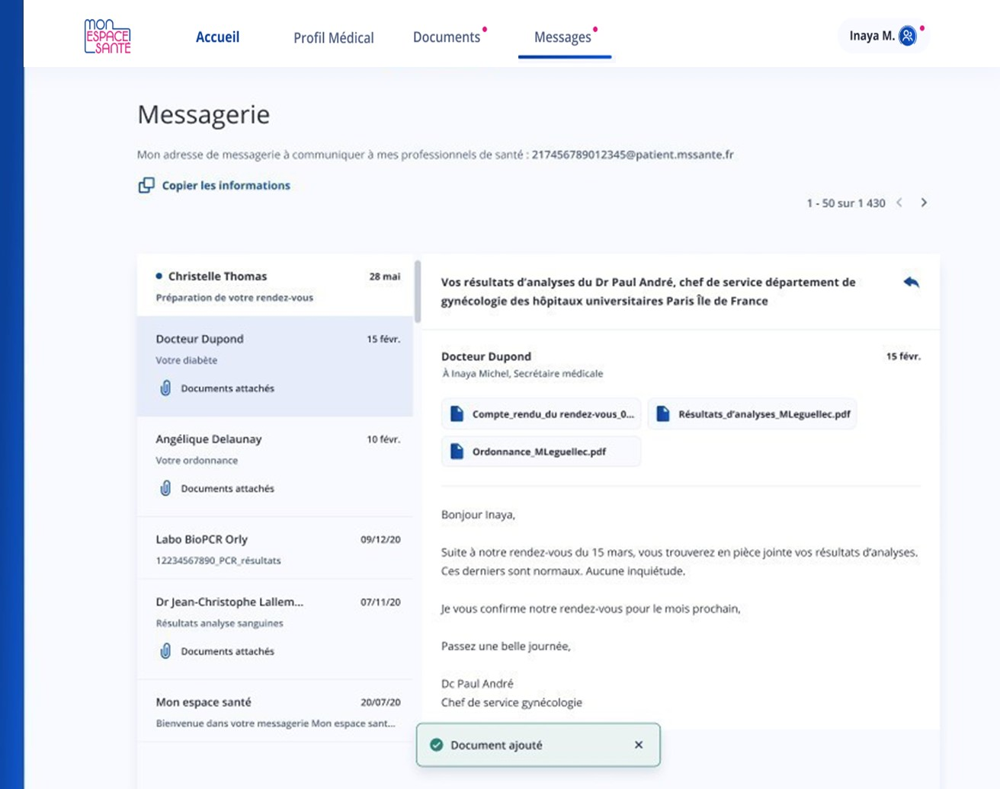 MON
ESPACE
SANTÉ
Accueil
Profil Médical
Documents
Messages
Inaya M.
Messagerie
Mon adresse de messagerie à communiquer à mes professionnels de santé : 217456789012345@patient.mssante.fr
Copier les informations
1 - 50 sur 1 430
Christelle Thomas 28 mai
Préparation de votre rendez-vous
Docteur Dupond 15 févr.
Votre diabète
Documents attachés
Angélique Delaunay 10 févr.
Votre ordonnance
Documents attachés
Labo BioPCR Orly 09/12/20
12234567890_PCR_résultats
Dr Jean-Christophe Lallem... 07/11/20
Résultats analyse sanguines
Documents attachés
Mon espace santé 20/07/20
Bienvenue dans votre messagerie Mon espace sant...
Vos résultats d'analyses du Dr Paul André, chef de service département de
gynécologie des hôpitaux universitaires Paris Île de France
Docteur Dupond 15 févr.
À Inaya Michel, Secrétaire médicale
Compte_rendu_du rendez-vous_0...
Résultats_d'analyses_MLeguellec.pdf
Ordonnance_MLeguellec.pdf
Bonjour Inaya,
Suite à notre rendez-vous du 15 mars, vous trouverez en pièce jointe vos résultats d'analyses.
Ces derniers sont normaux. Aucune inquiétude.
Je vous confirme notre rendez-vous pour le mois prochain,
Passez une belle journée,
Dc Paul André
Chef de service gynécologie
Document ajouté